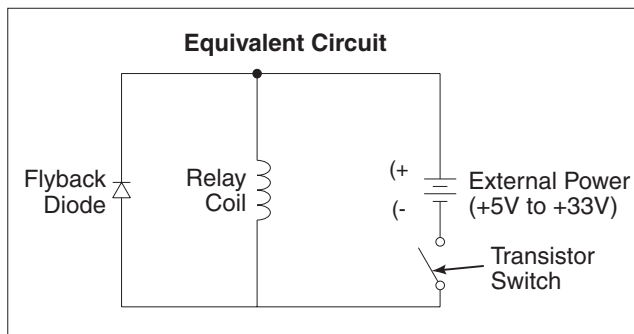 Equivalent Circuit
Flyback
Diode
Relay
Coil
(+
(-
External Power
(+5V to +33V)
Transistor
Switch